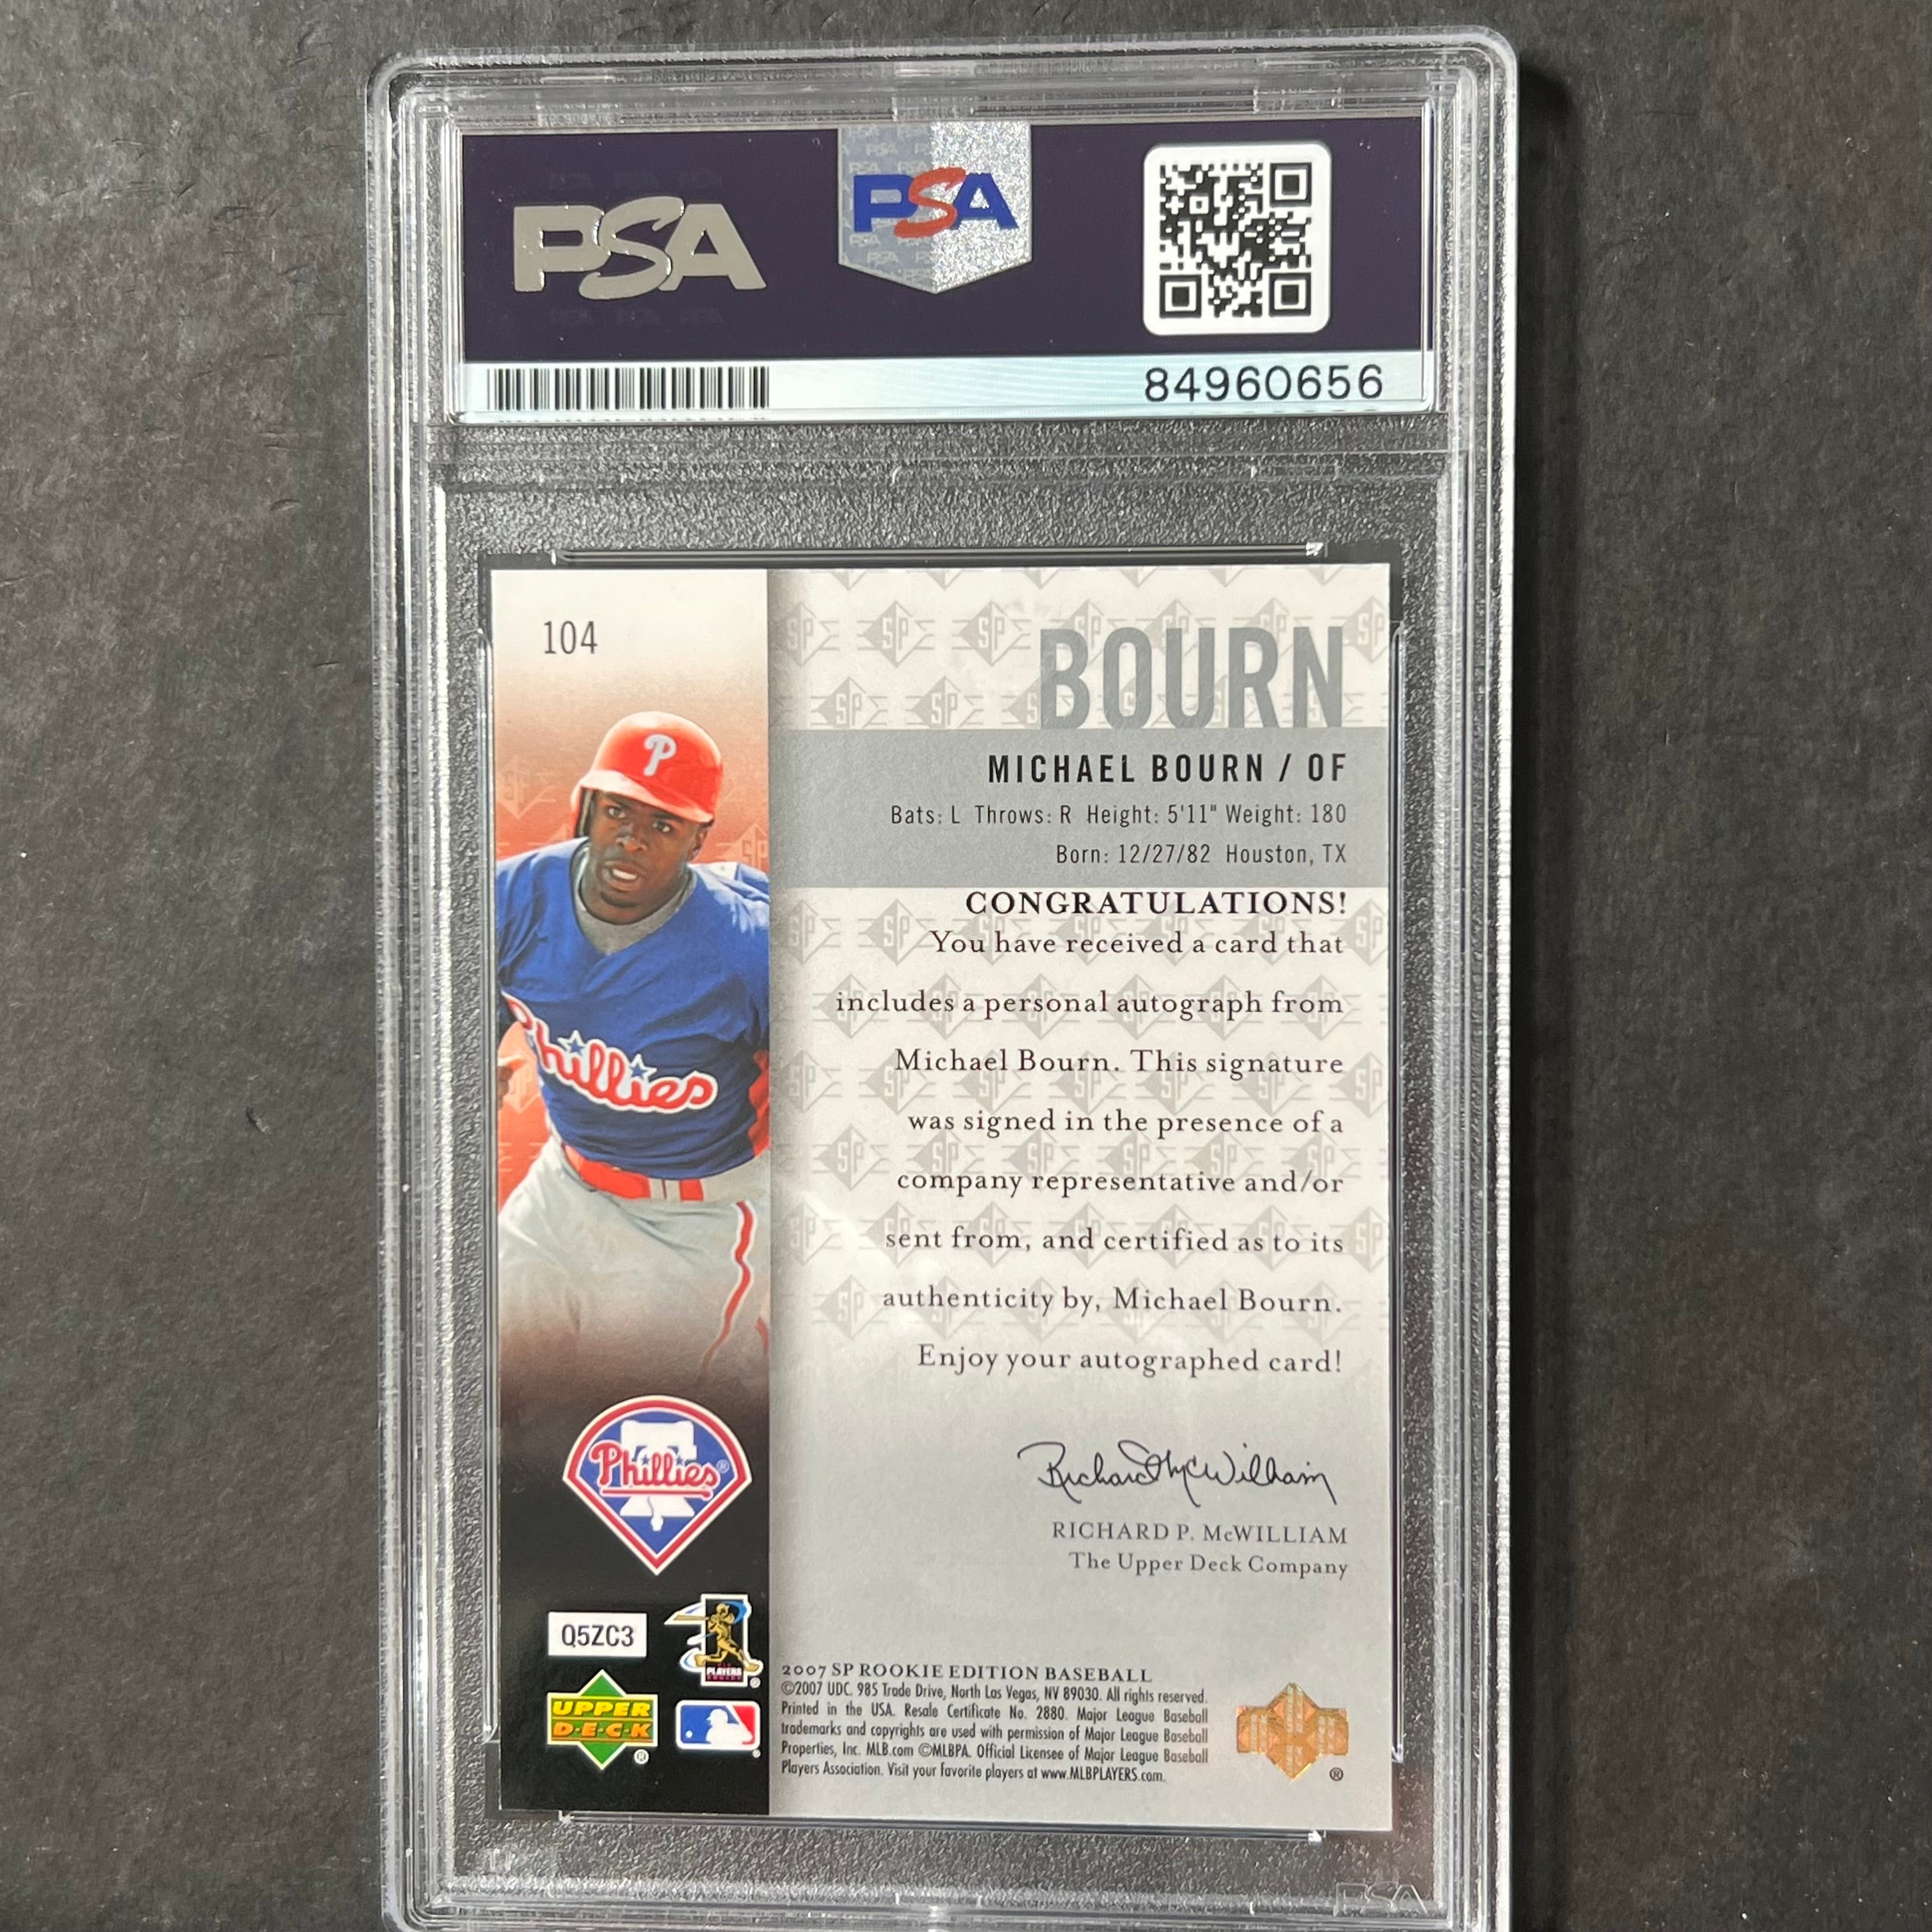 PSA
PSA
84960656
104
BOURN
MICHAEL BOURN / OF
Bats: L Throws: R Height: 5'11" Weight: 180
Born: 12/27/82 Houston, TX
CONGRATULATIONS!
You have received a card that
includes a personal autograph from
Michael Bourn. This signature
was signed in the presence of a
company representative and/or
sent from, and certified as to its
authenticity by, Michael Bourn.
Enjoy your autographed card!
P
Phillies
Phillies®
Richard P. McWilliam
RICHARD P. McWILLIAM
The Upper Deck Company
Q5ZC3
PLAYERS
UPPER
D·E·C·K
®
2007 SP ROOKIE EDITION BASEBALL
©2007 UDC. 985 Trade Drive, North Las Vegas, NV 89030. All rights reserved.
Printed in the USA. Resale Certificate No. 2880. Major League Baseball
trademarks and copyrights are used with permission of Major League Baseball
Properties, Inc. MLB.com ©MLBPA. Official Licensee of Major League Baseball
Players Association. Visit your favorite players at www.MLBPLAYERS.com.
®
PSA